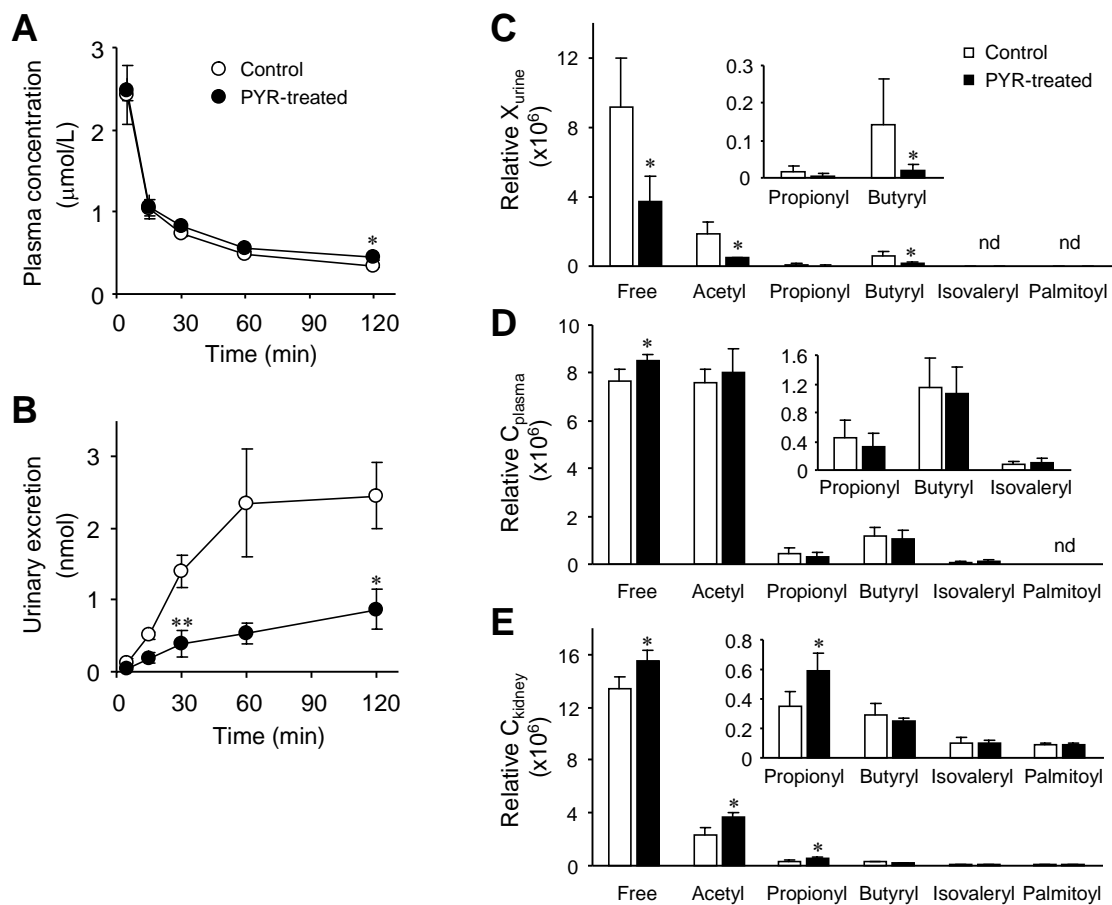 A
Plasma concentration
(μmol/L)
3
2
1
0
Control
PYR-treated
*
0 30 60 90 120
Time (min)
B
Urinary excretion
(nmol)
3
2
1
0
**
*
0 30 60 90 120
Time (min)
C
Relative Xurine
(x10⁶)
12
8
4
0
Control
PYR-treated
0.3
0.2
0.1
0
*
Propionyl Butyryl
* * * nd nd
Free Acetyl Propionyl Butyryl Isovaleryl Palmitoyl
D
Relative Cplasma
(x10⁶)
10
8
6
4
2
0
*
1.6
1.2
0.8
0.4
0
Propionyl Butyryl Isovaleryl
nd
Free Acetyl Propionyl Butyryl Isovaleryl Palmitoyl
E
Relative Ckidney
(x10⁶)
16
12
8
4
0
* * *
0.8
0.6
0.4
0.2
0
*
Propionyl Butyryl Isovaleryl Palmitoyl
Free Acetyl Propionyl Butyryl Isovaleryl Palmitoyl